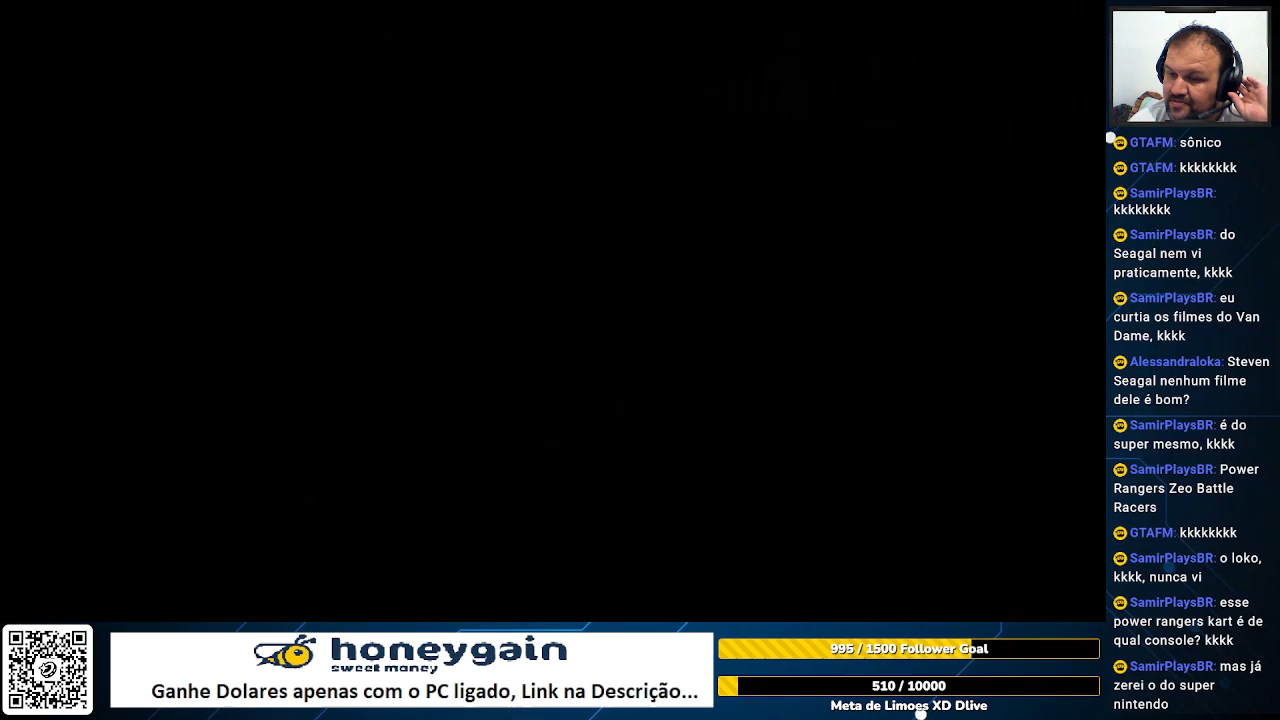 GTAFM: sônico
GTAFM: kkkkkkkk
SamirPlaysBR:
kkkkkkkk
SamirPlaysBR: do
Seagal nem vi
praticamente, kkkk
SamirPlaysBR: eu
curtia os filmes do Van
Dame, kkkk
Alessandraloka: Steven
Seagal nenhum filme
dele é bom?
SamirPlaysBR: é do
super mesmo, kkkk
SamirPlaysBR: Power
Rangers Zeo Battle
Racers
GTAFM: kkkkkkkk
SamirPlaysBR: o loko,
kkkk, nunca vi
SamirPlaysBR: esse
power rangers kart é de
qual console? kkkk
SamirPlaysBR: mas já
zerei o do super
nintendo
honeygain
sweet money
Ganhe Dolares apenas com o PC ligado, Link na Descrição...
995 / 1500 Follower Goal
510 / 10000
Meta de Limoes XD Dlive